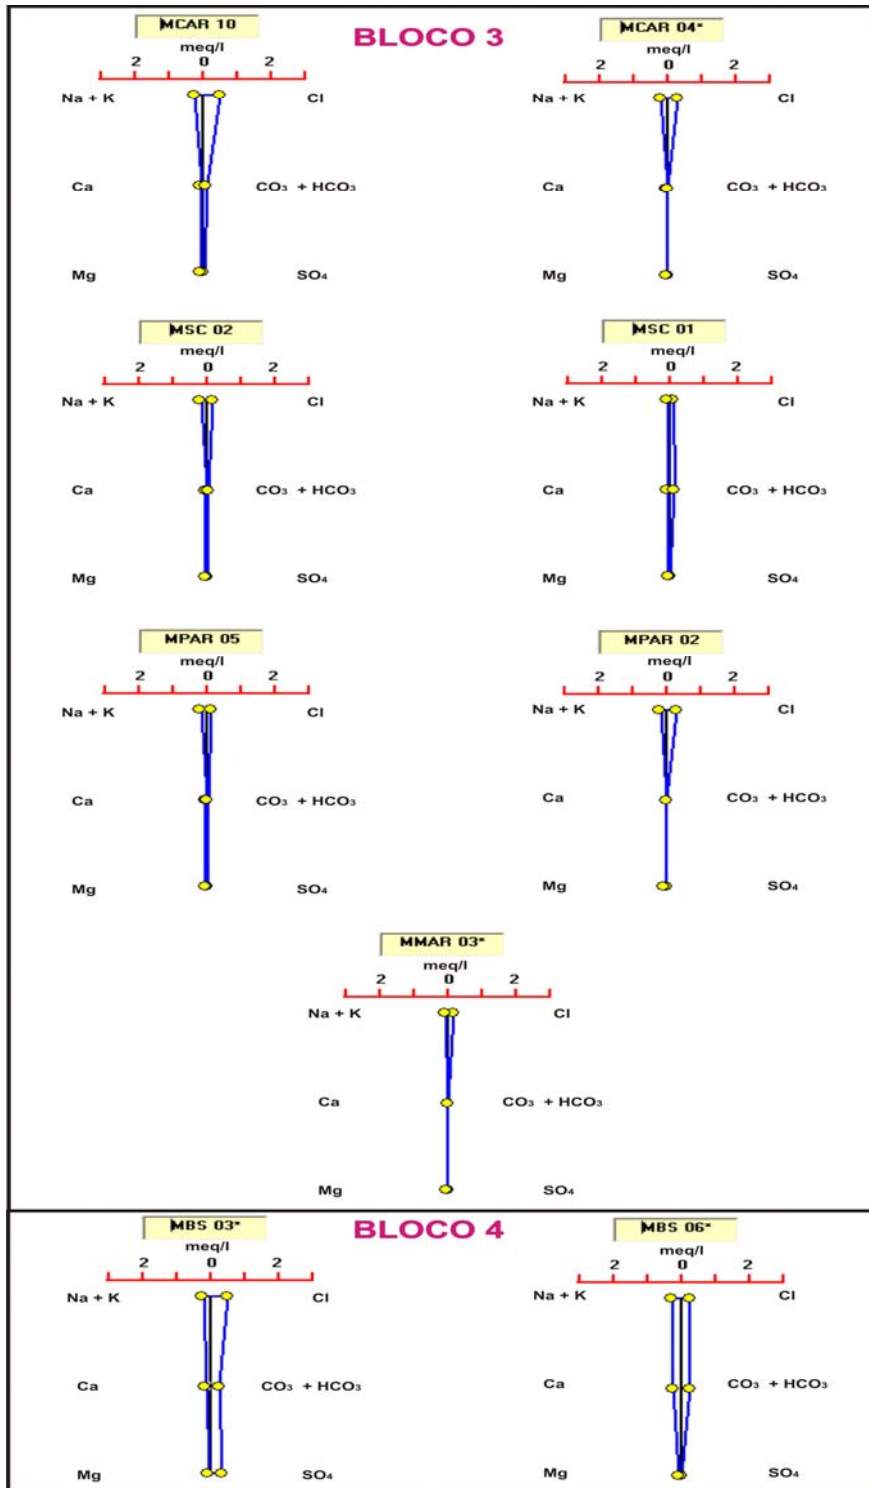 BLOCO 3
MCAR 10
meq/l
2 0 2
Na + K Cl
Ca CO₃ + HCO₃
Mg SO₄
MCAR 04*
meq/l
2 0 2
Na + K Cl
Ca CO₃ + HCO₃
Mg SO₄
MSC 02
meq/l
2 0 2
Na + K Cl
Ca CO₃ + HCO₃
Mg SO₄
MSC 01
meq/l
2 0 2
Na + K Cl
Ca CO₃ + HCO₃
Mg SO₄
MPAR 05
meq/l
2 0 2
Na + K Cl
Ca CO₃ + HCO₃
Mg SO₄
MPAR 02
meq/l
2 0 2
Na + K Cl
Ca CO₃ + HCO₃
Mg SO₄
MMAR 03*
meq/l
2 0 2
Na + K Cl
Ca CO₃ + HCO₃
Mg SO₄
BLOCO 4
MBS 03*
meq/l
2 0 2
Na + K Cl
Ca CO₃ + HCO₃
Mg SO₄
MBS 06*
meq/l
2 0 2
Na + K Cl
Ca CO₃ + HCO₃
Mg SO₄